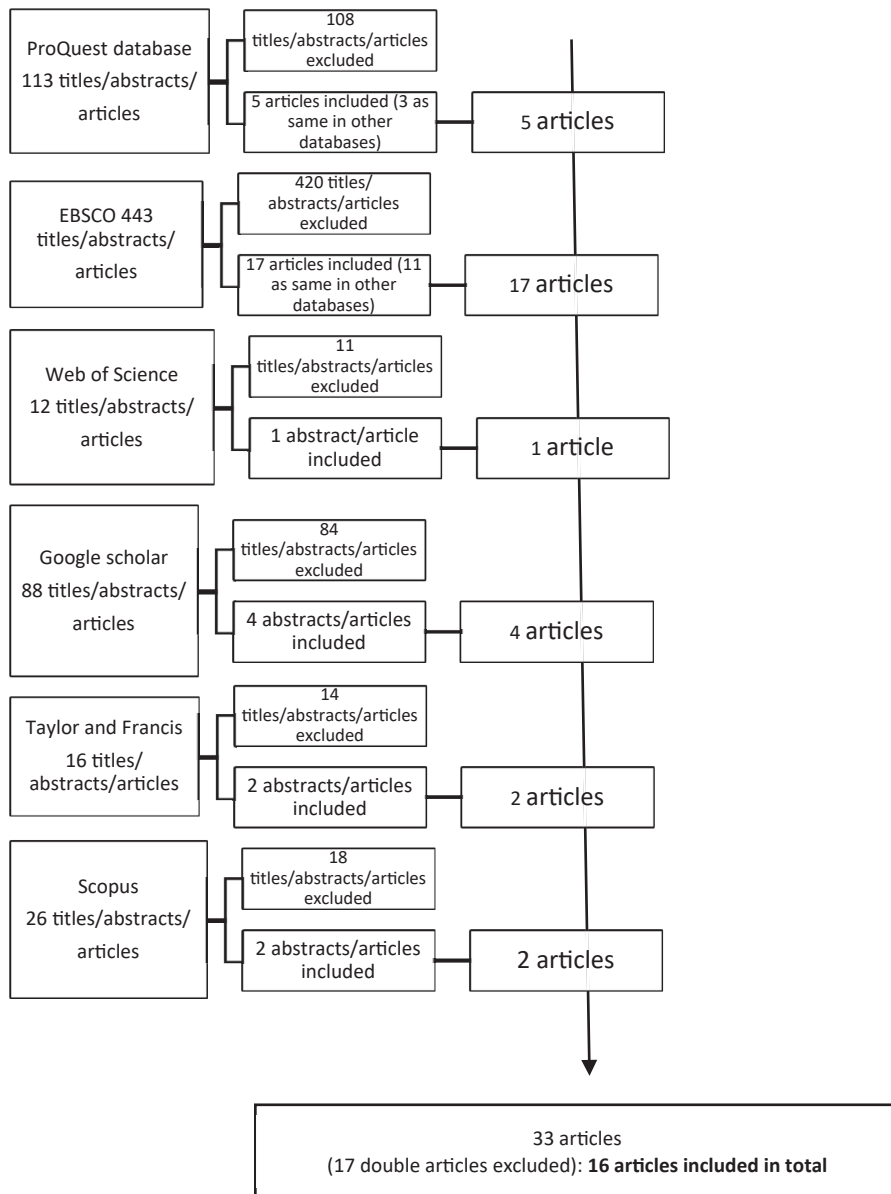 ProQuest database
113 titles/abstracts/
articles
108
titles/abstracts/articles
excluded
5 articles included (3 as
same in other
databases)
5 articles
EBSCO 443
titles/abstracts/
articles
420 titles/
abstracts/articles
excluded
17 articles included (11
as same in other
databases)
17 articles
Web of Science
12 titles/abstracts/
articles
11
titles/abstracts/articles
excluded
1 abstract/article
included
1 article
Google scholar
88 titles/abstracts/
articles
84
titles/abstracts/articles
excluded
4 abstracts/articles
included
4 articles
Taylor and Francis
16 titles/
abstracts/articles
14
titles/abstracts/articles
excluded
2 abstracts/articles
included
2 articles
Scopus
26 titles/abstracts/
articles
18
titles/abstracts/articles
excluded
2 abstracts/articles
included
2 articles
33 articles
(17 double articles excluded): 16 articles included in total